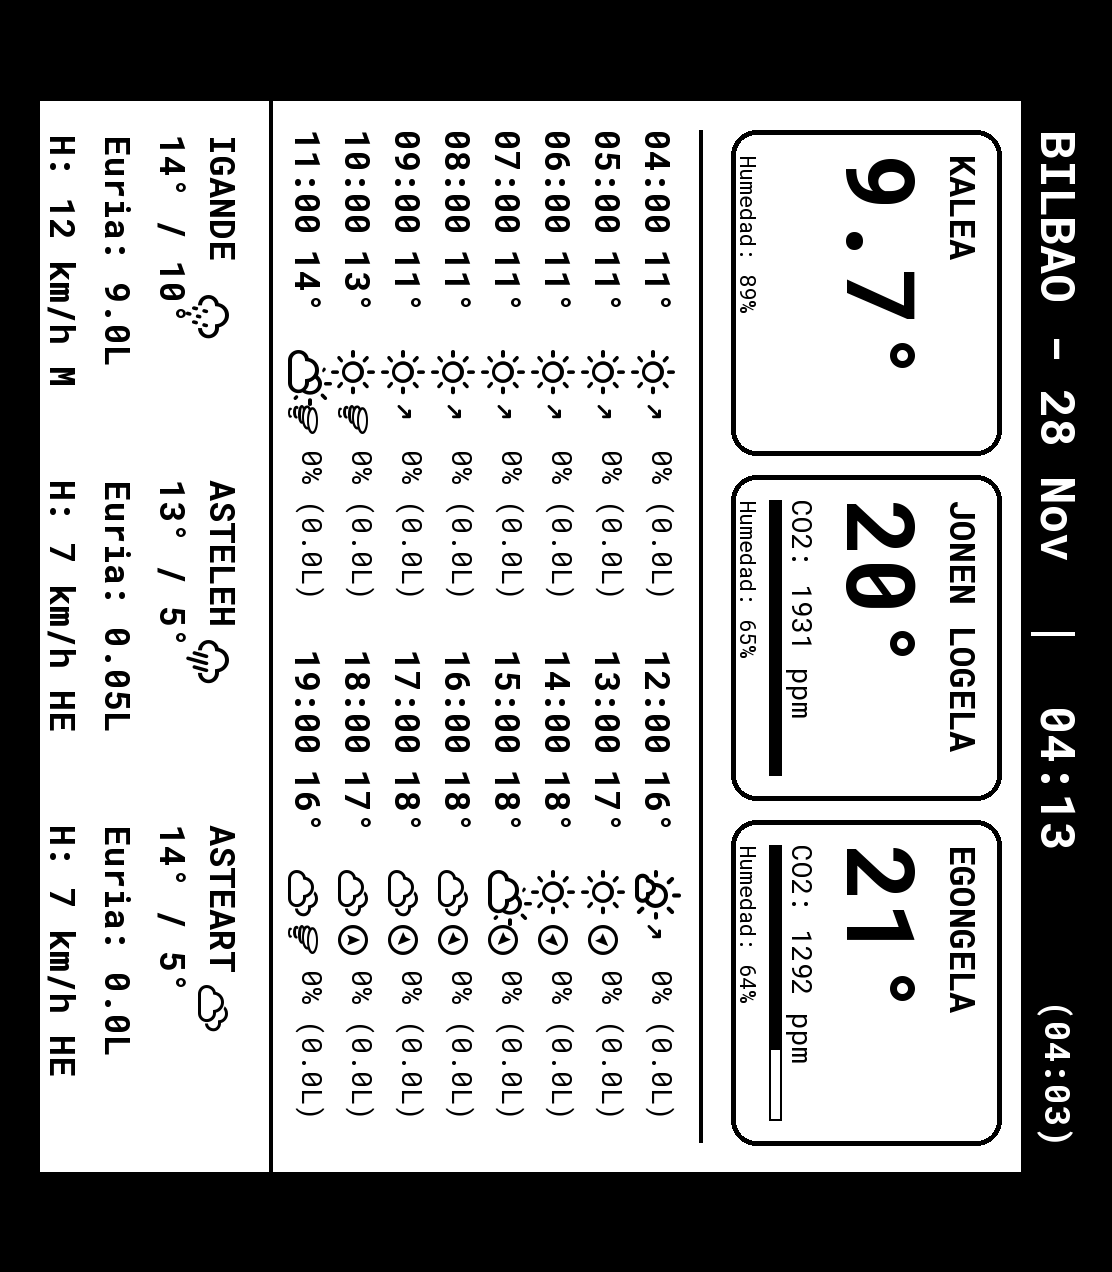 BILBAO - 28 Nov | 04:13 (04:03)
KALEA
9.7°
Humedad: 89%
JONEN LOGELA
20°
CO2: 1931 ppm
Humedad: 65%
EGONGELA
21°
CO2: 1292 ppm
Humedad: 64%
04:00 11° 0% (0.0L)
05:00 11° 0% (0.0L)
06:00 11° 0% (0.0L)
07:00 11° 0% (0.0L)
08:00 11° 0% (0.0L)
09:00 11° 0% (0.0L)
10:00 13° 0% (0.0L)
11:00 14° 0% (0.0L)
12:00 16° 0% (0.0L)
13:00 17° 0% (0.0L)
14:00 18° 0% (0.0L)
15:00 18° 0% (0.0L)
16:00 18° 0% (0.0L)
17:00 18° 0% (0.0L)
18:00 17° 0% (0.0L)
19:00 16° 0% (0.0L)
IGANDE
14° / 10°
Euria: 9.0L
H: 12 km/h M
ASTELEH
13° / 5°
Euria: 0.05L
H: 7 km/h HE
ASTEART
14° / 5°
Euria: 0.0L
H: 7 km/h HE